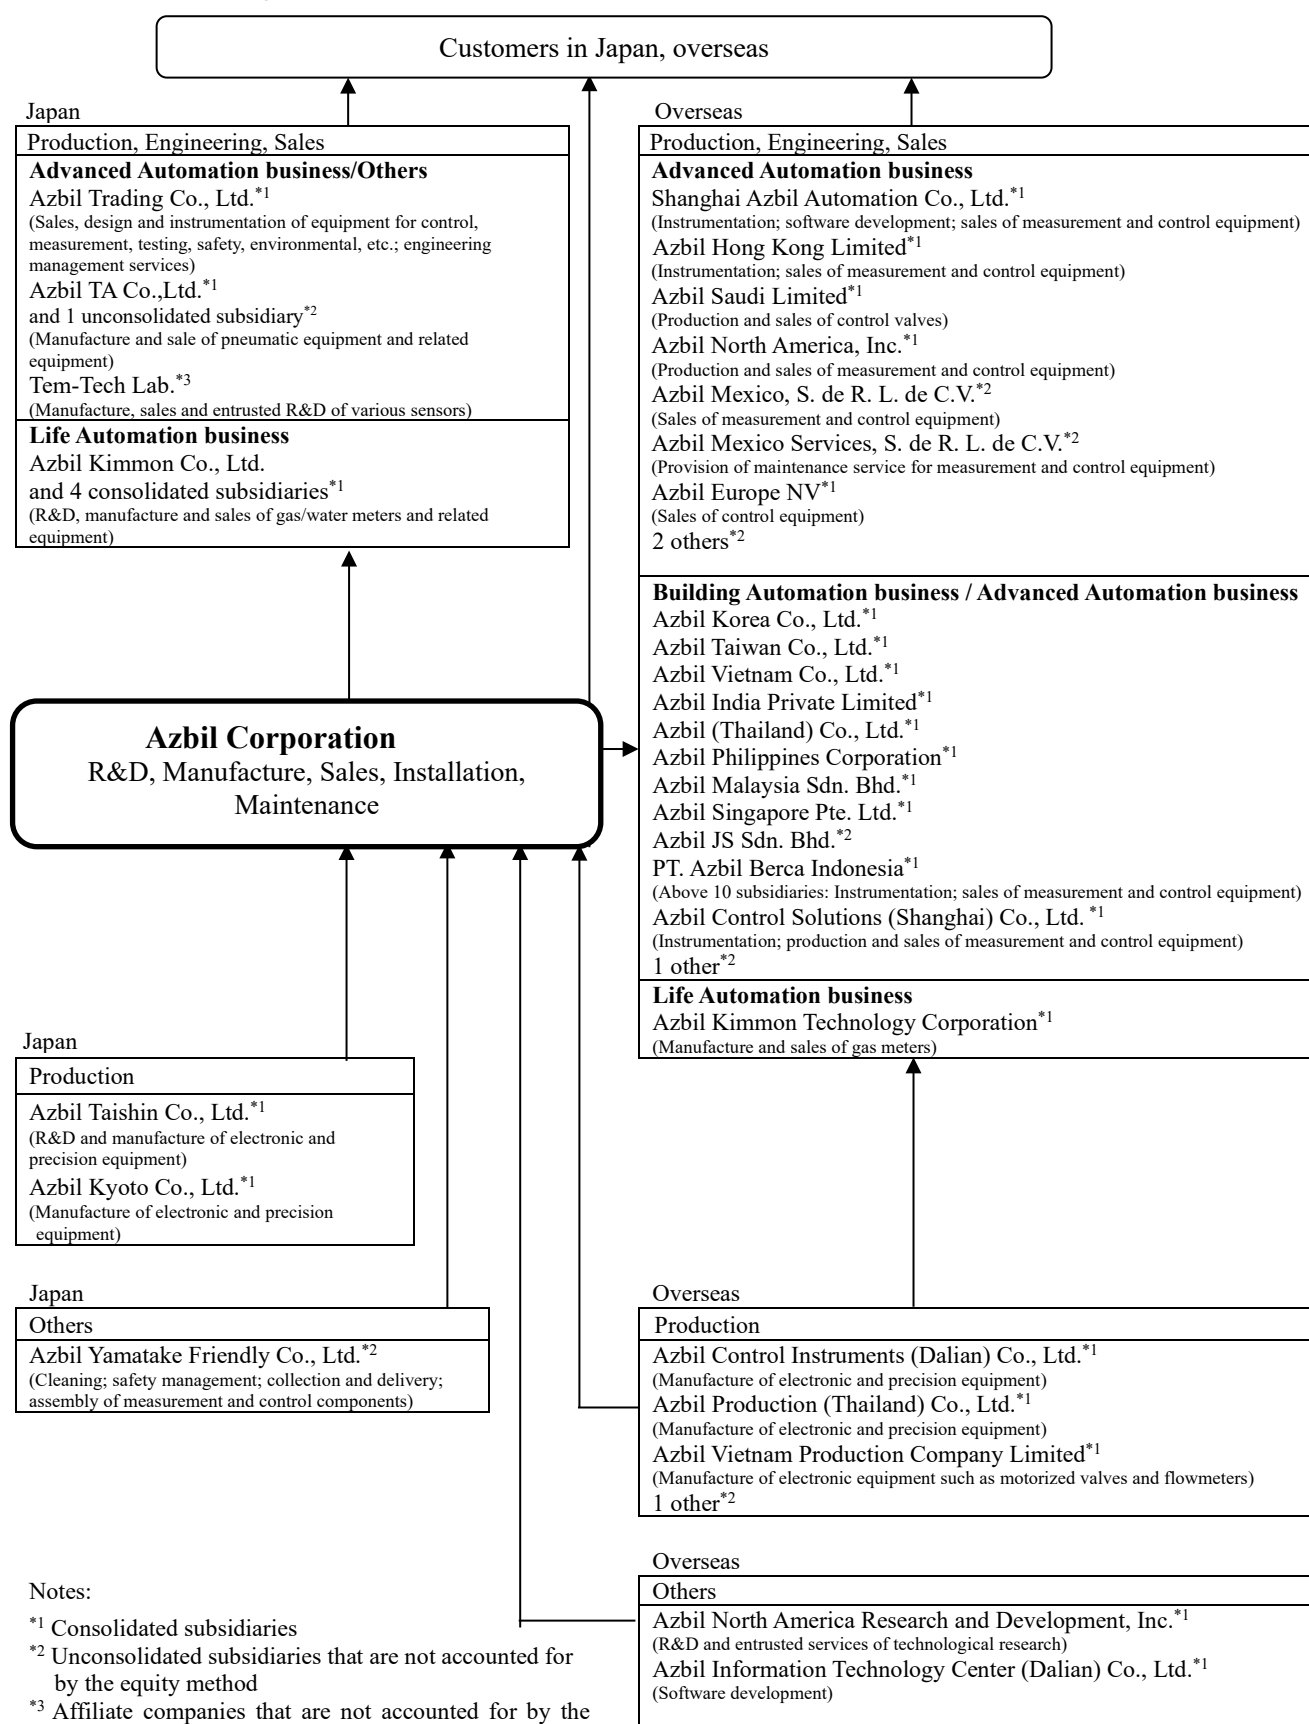 Customers in Japan, overseas
Japan
Production, Engineering, Sales
Advanced Automation business/Others
Azbil Trading Co., Ltd.*1
(Sales, design and instrumentation of equipment for control,
measurement, testing, safety, environmental, etc.; engineering
management services)
Azbil TA Co.,Ltd.*1
and 1 unconsolidated subsidiary*2
(Manufacture and sale of pneumatic equipment and related
equipment)
Tem-Tech Lab.*3
(Manufacture, sales and entrusted R&D of various sensors)
Life Automation business
Azbil Kimmon Co., Ltd.
and 4 consolidated subsidiaries*1
(R&D, manufacture and sales of gas/water meters and related
equipment)
Overseas
Production, Engineering, Sales
Advanced Automation business
Shanghai Azbil Automation Co., Ltd.*1
(Instrumentation; software development; sales of measurement and control equipment)
Azbil Hong Kong Limited*1
(Instrumentation; sales of measurement and control equipment)
Azbil Saudi Limited*1
(Production and sales of control valves)
Azbil North America, Inc.*1
(Production and sales of measurement and control equipment)
Azbil Mexico, S. de R. L. de C.V.*2
(Sales of measurement and control equipment)
Azbil Mexico Services, S. de R. L. de C.V.*2
(Provision of maintenance service for measurement and control equipment)
Azbil Europe NV*1
(Sales of control equipment)
2 others*2
Building Automation business / Advanced Automation business
Azbil Korea Co., Ltd.*1
Azbil Taiwan Co., Ltd.*1
Azbil Vietnam Co., Ltd.*1
Azbil India Private Limited*1
Azbil (Thailand) Co., Ltd.*1
Azbil Philippines Corporation*1
Azbil Malaysia Sdn. Bhd.*1
Azbil Singapore Pte. Ltd.*1
Azbil JS Sdn. Bhd.*2
PT. Azbil Berca Indonesia*1
(Above 10 subsidiaries: Instrumentation; sales of measurement and control equipment)
Azbil Control Solutions (Shanghai) Co., Ltd. *1
(Instrumentation; production and sales of measurement and control equipment)
1 other*2
Life Automation business
Azbil Kimmon Technology Corporation*1
(Manufacture and sales of gas meters)
Azbil Corporation
R&D, Manufacture, Sales, Installation,
Maintenance
Japan
Production
Azbil Taishin Co., Ltd.*1
(R&D and manufacture of electronic and
precision equipment)
Azbil Kyoto Co., Ltd.*1
(Manufacture of electronic and precision
equipment)
Japan
Others
Azbil Yamatake Friendly Co., Ltd.*2
(Cleaning; safety management; collection and delivery;
assembly of measurement and control components)
Overseas
Production
Azbil Control Instruments (Dalian) Co., Ltd.*1
(Manufacture of electronic and precision equipment)
Azbil Production (Thailand) Co., Ltd.*1
(Manufacture of electronic and precision equipment)
Azbil Vietnam Production Company Limited*1
(Manufacture of electronic equipment such as motorized valves and flowmeters)
1 other*2
Overseas
Others
Azbil North America Research and Development, Inc.*1
(R&D and entrusted services of technological research)
Azbil Information Technology Center (Dalian) Co., Ltd.*1
(Software development)
Notes:
*1 Consolidated subsidiaries
*2 Unconsolidated subsidiaries that are not accounted for
by the equity method
*3 Affiliate companies that are not accounted for by the